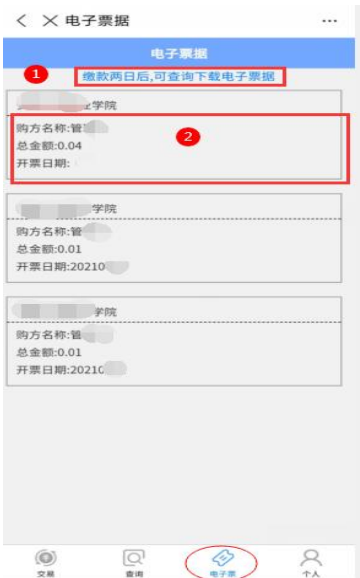 电子票据
电子票据
1
缴款两日后,可查询下载电子票据
学院
购方名称:管
2
总金额:0.04
开票日期:
学院
购方名称:管
总金额:0.01
开票日期:20210
学院
购方名称:管
总金额:0.01
开票日期:2021
交易 查询 电子票 个人